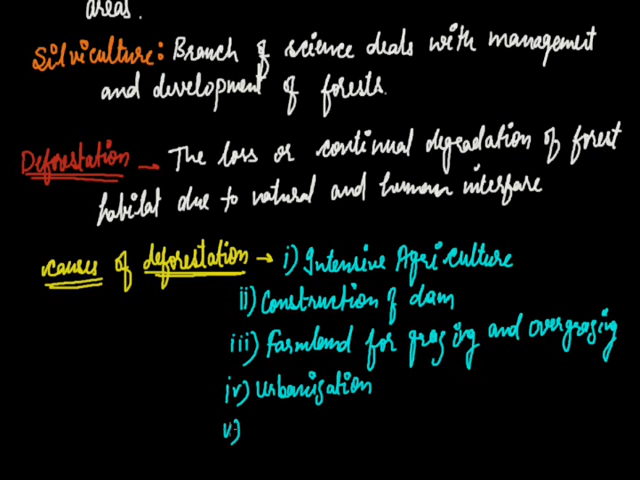 areas.
Silviculture: Branch of science deals with management
and development of forests.
Deforestation → The loss or continual degradation of forest
habitat due to natural and human interfare
causes of deforestation → i) Intensive Agriculture
ii) Construction of dam
iii) Farmland for grazing and overgrazing
iv) Urbanisation
v)